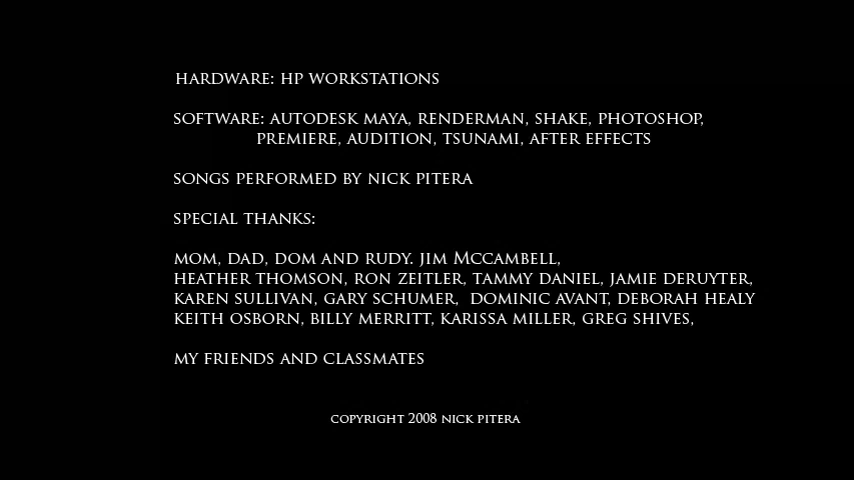 HARDWARE: HP WORKSTATIONS
SOFTWARE: AUTODESK MAYA, RENDERMAN, SHAKE, PHOTOSHOP,
PREMIERE, AUDITION, TSUNAMI, AFTER EFFECTS
SONGS PERFORMED BY NICK PITERA
SPECIAL THANKS:
MOM, DAD, DOM AND RUDY. JIM MCCAMBELL,
HEATHER THOMSON, RON ZEITLER, TAMMY DANIEL, JAMIE DERUYTER,
KAREN SULLIVAN, GARY SCHUMER, DOMINIC AVANT, DEBORAH HEALY
KEITH OSBORN, BILLY MERRITT, KARISSA MILLER, GREG SHIVES,
MY FRIENDS AND CLASSMATES
COPYRIGHT 2008 NICK PITERA